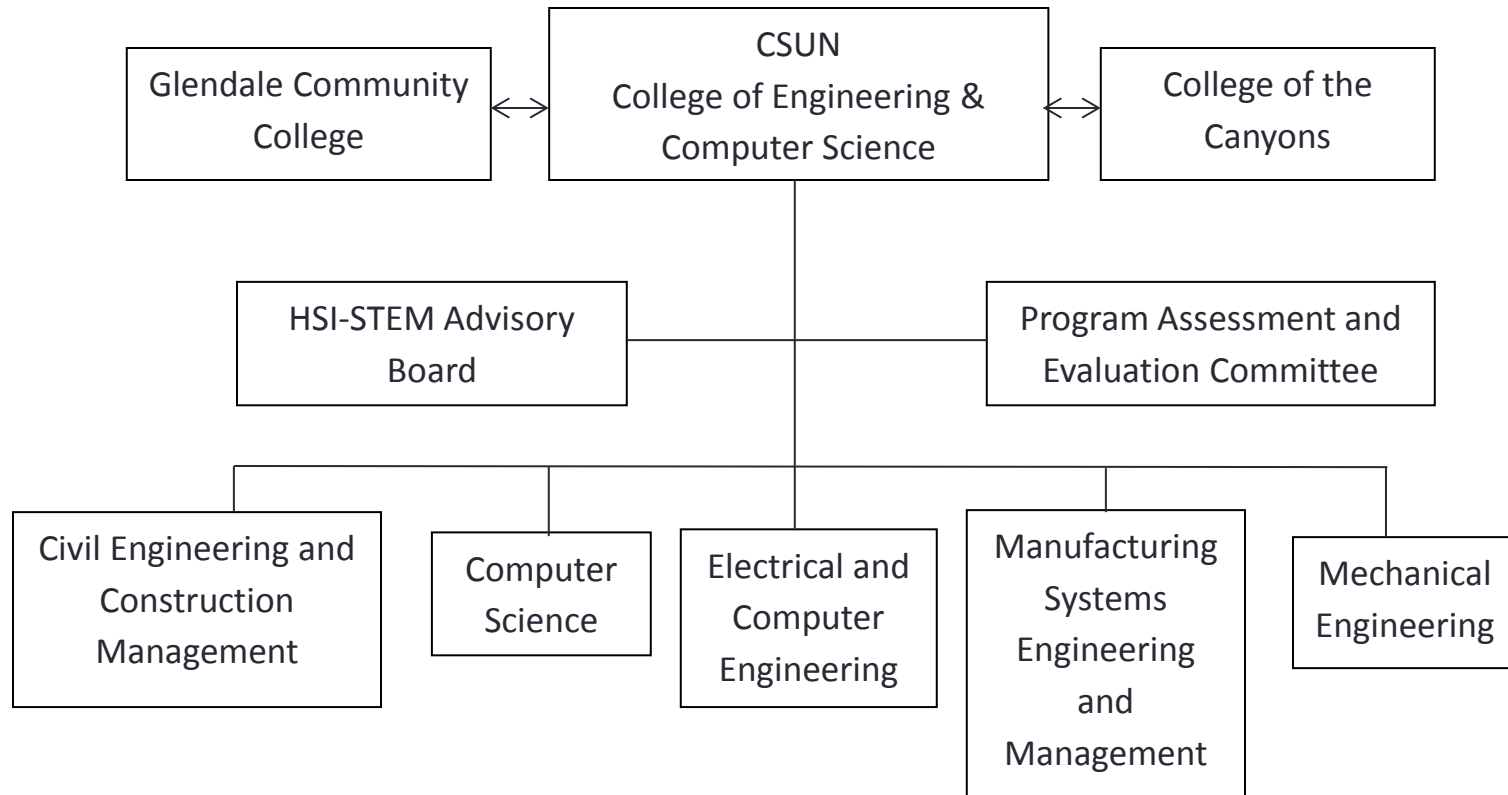 CSUN
College of Engineering &
Computer Science
Glendale Community
College
College of the
Canyons
HSI-STEM Advisory
Board
Program Assessment and
Evaluation Committee
Civil Engineering and
Construction
Management
Computer
Science
Electrical and
Computer
Engineering
Manufacturing
Systems
Engineering
and
Management
Mechanical
Engineering